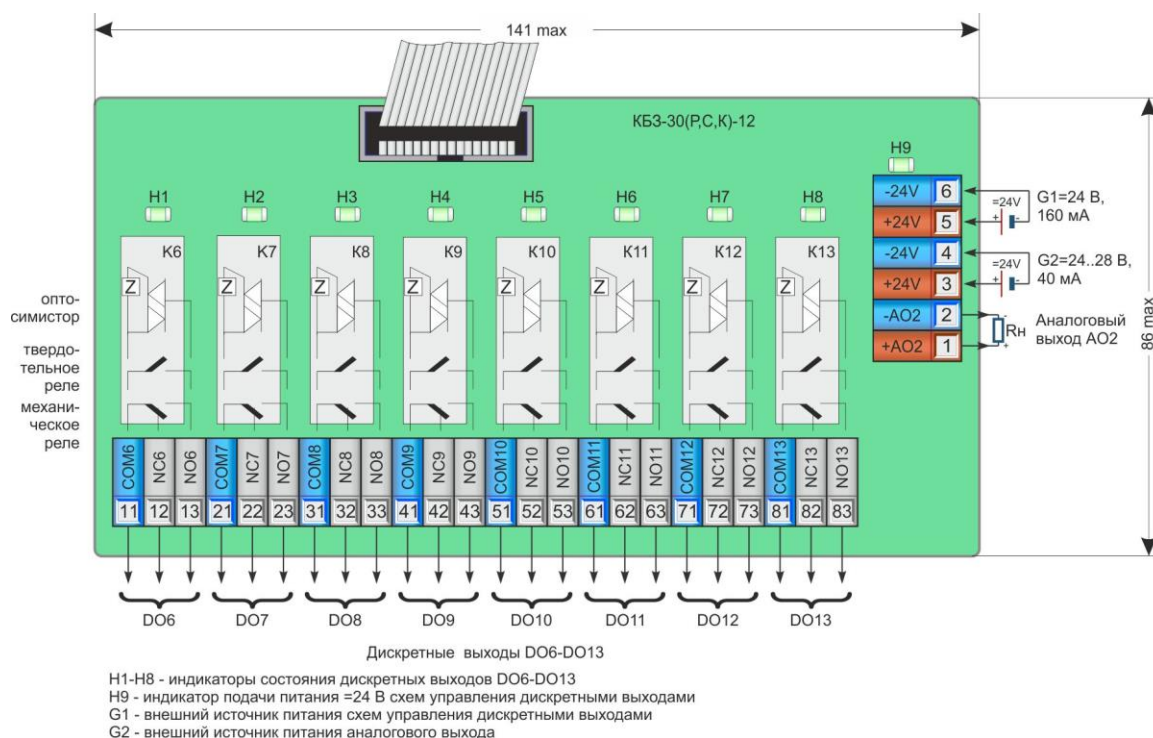 141 max
КБЗ-30(Р,С,К)-12
H9
H1 H2 H3 H4 H5 H6 H7 H8
-24V 6
+24V 5
-24V 4
+24V 3
-AO2 2
+AO2 1
=24V
+ -
G1=24 В,
160 мА
=24V
+ -
G2=24..28 В,
40 мА
-
Rн
+
Аналоговый
выход AO2
86 max
K6 K7 K8 K9 K10 K11 K12 K13
Z Z Z Z Z Z Z Z
опто-
симистор
твердо-
тельное
реле
механи-
ческое
реле
COM6 NC6 NO6 COM7 NC7 NO7 COM8 NC8 NO8 COM9 NC9 NO9 COM10 NC10 NO10 COM11 NC11 NO11 COM12 NC12 NO12 COM13 NC13 NO13
11 12 13 21 22 23 31 32 33 41 42 43 51 52 53 61 62 63 71 72 73 81 82 83
DO6 DO7 DO8 DO9 DO10 DO11 DO12 DO13
Дискретные выходы DO6-DO13
H1-H8 - индикаторы состояния дискретных выходов DO6-DO13
H9 - индикатор подачи питания =24 В схем управления дискретными выходами
G1 - внешний источник питания схем управления дискретными выходами
G2 - внешний источник питания аналогового выхода